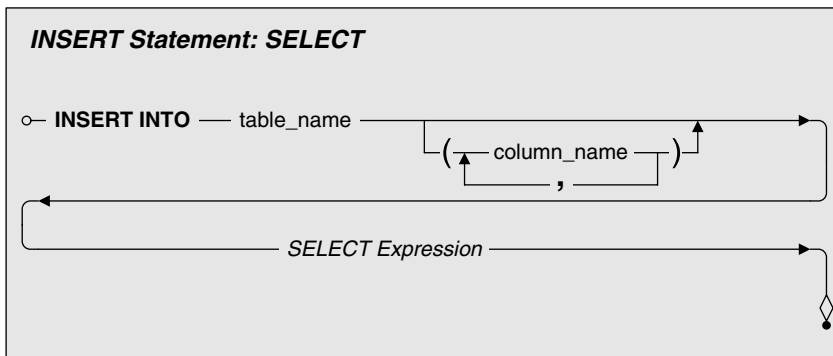 INSERT Statement: SELECT
INSERT INTO table_name
( column_name )
,
SELECT Expression